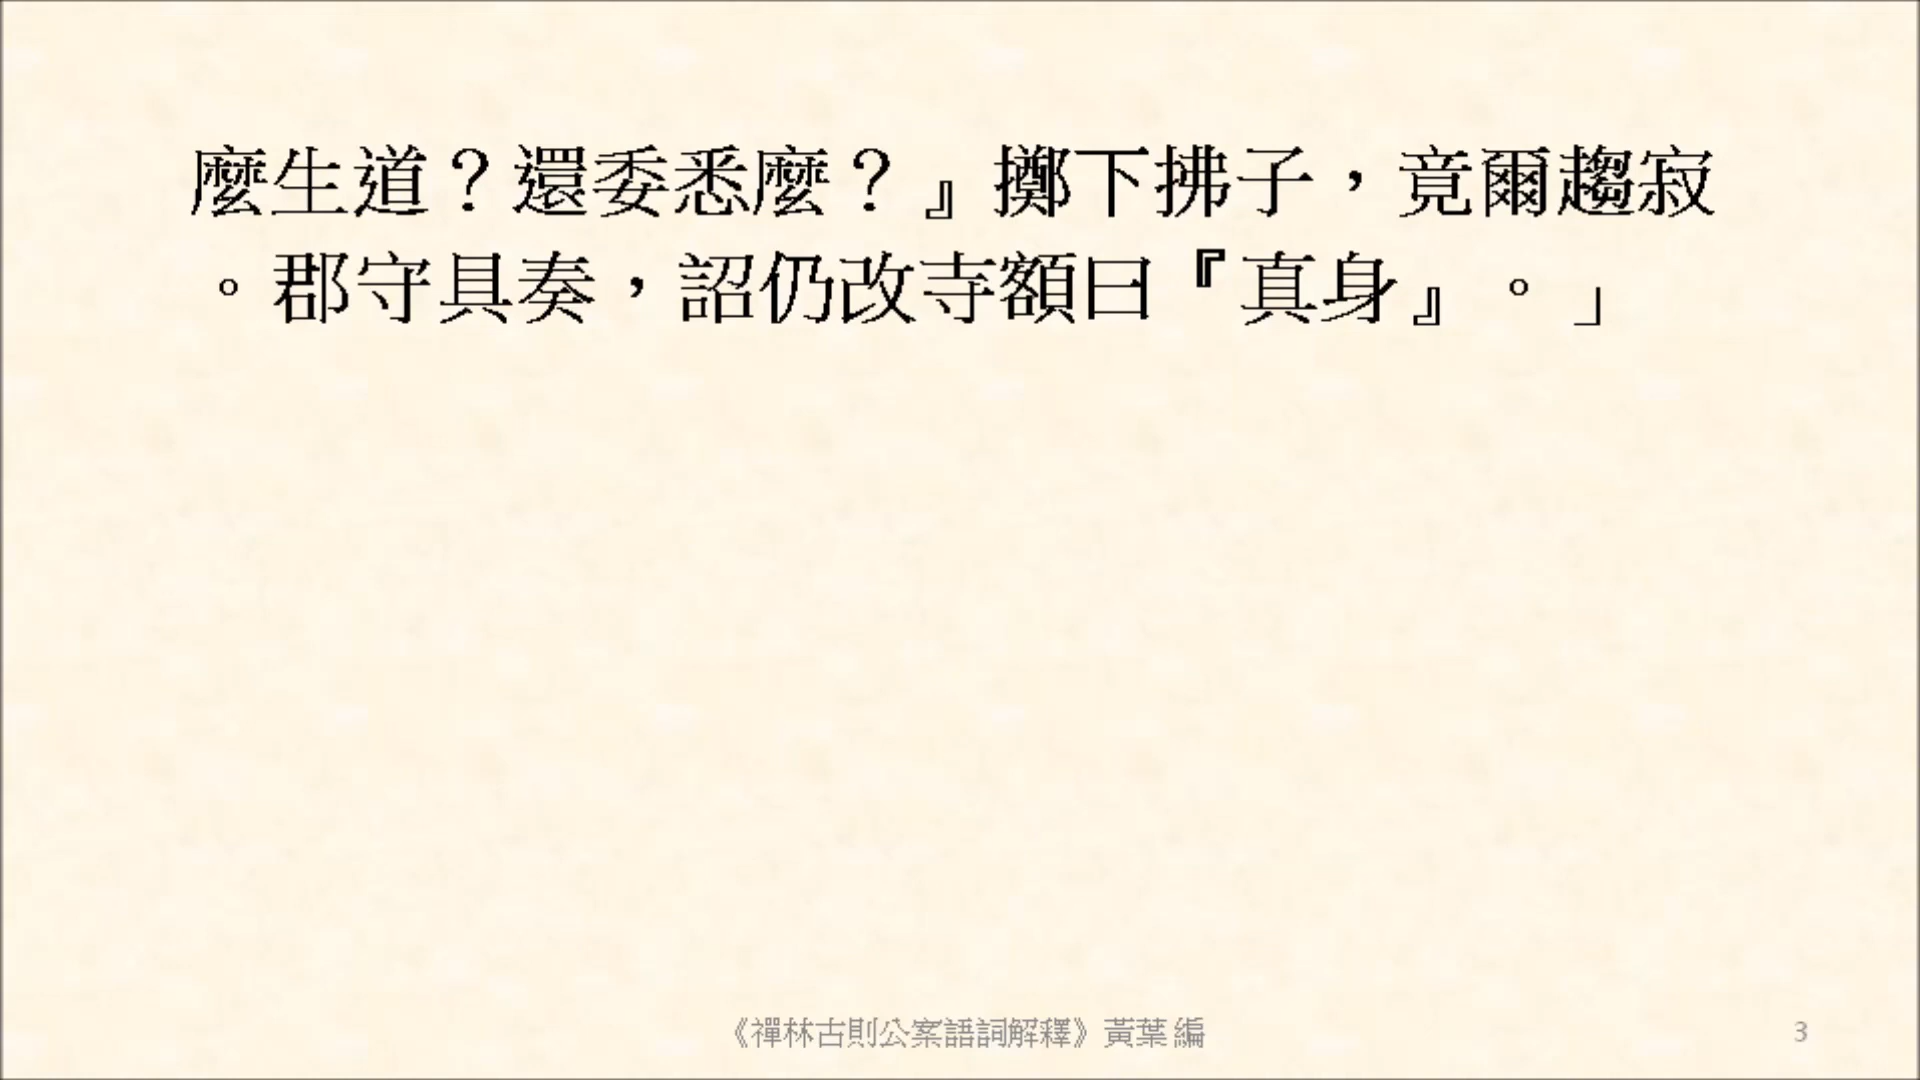 麼生道？還委悉麼？』擲下拂子，竟爾趨寂
。郡守具奏，詔仍改寺額曰『真身』。」
《禪林古則公案語詞解釋》黃葉 編
3